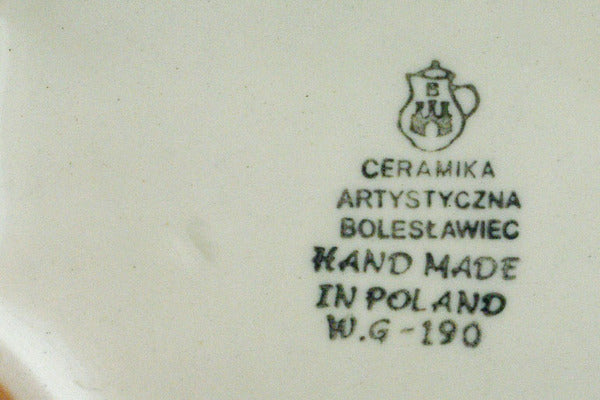 B
CERAMIKA
ARTYSTYCZNA
BOLESŁAWIEC
HAND MADE
IN POLAND
W.G-190